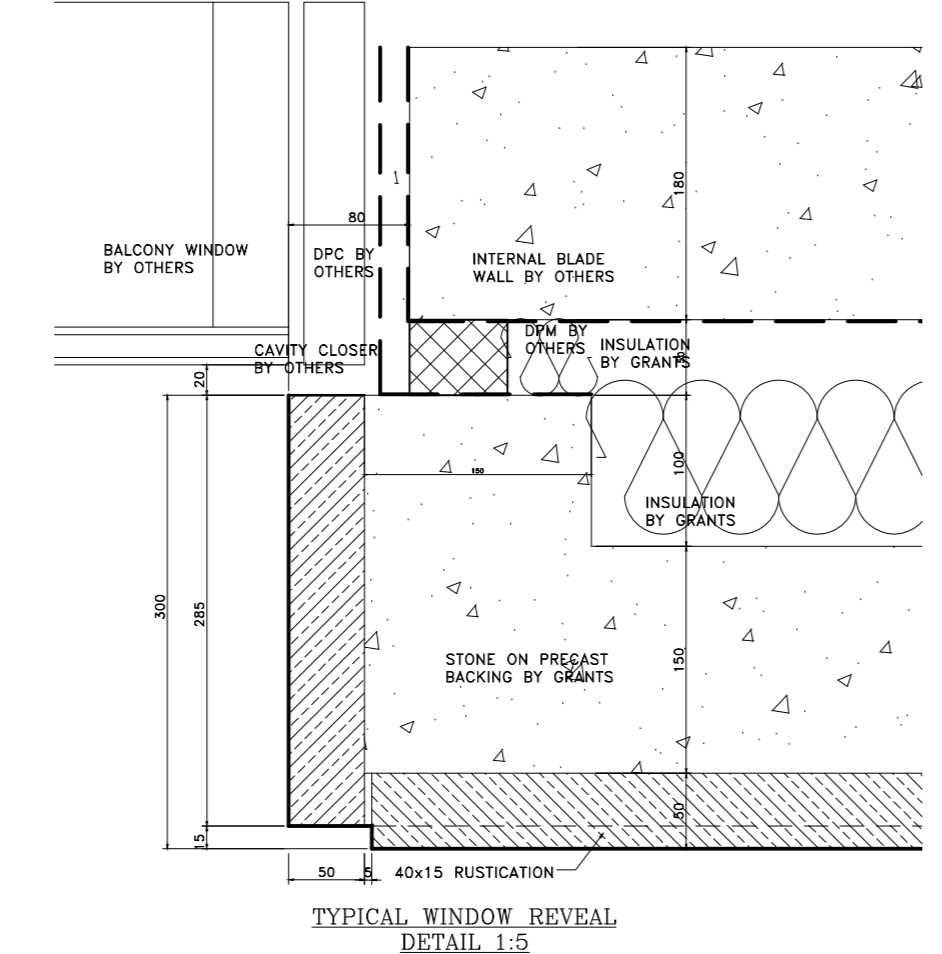 180
80
BALCONY WINDOW
BY OTHERS
DPC BY
OTHERS
INTERNAL BLADE
WALL BY OTHERS
DPM BY
OTHERS
INSULATION
BY GRANTS
CAVITY CLOSER
BY OTHERS
20
150
100
INSULATION
BY GRANTS
300
285
STONE ON PRECAST
BACKING BY GRANTS
150
50
15
50
5
40x15 RUSTICATION
TYPICAL WINDOW REVEAL
DETAIL 1:5